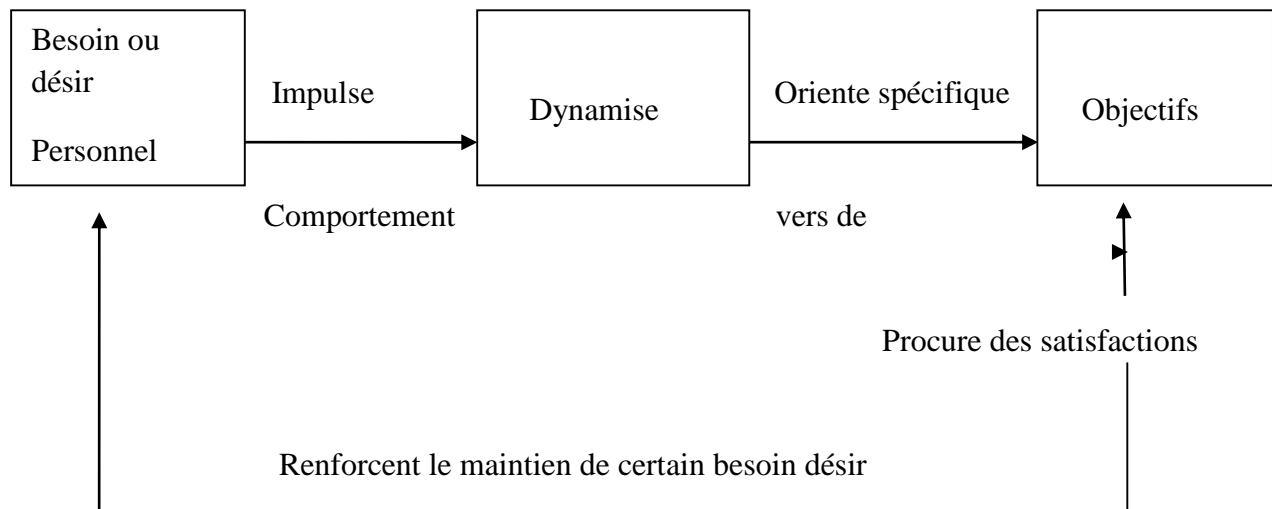 Besoin ou
désir
Personnel
Impulse
Comportement
Dynamise
Oriente spécifique
vers de
Objectifs
Procure des satisfactions
Renforcent le maintien de certain besoin désir